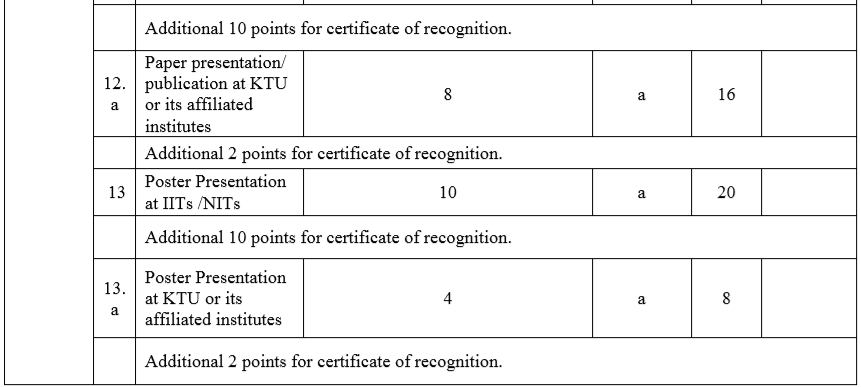 Additional 10 points for certificate of recognition.
12.
a
Paper presentation/
publication at KTU
or its affiliated
institutes
8
a
16
Additional 2 points for certificate of recognition.
13
Poster Presentation
at IITs /NITs
10
a
20
Additional 10 points for certificate of recognition.
13.
a
Poster Presentation
at KTU or its
affiliated institutes
4
a
8
Additional 2 points for certificate of recognition.